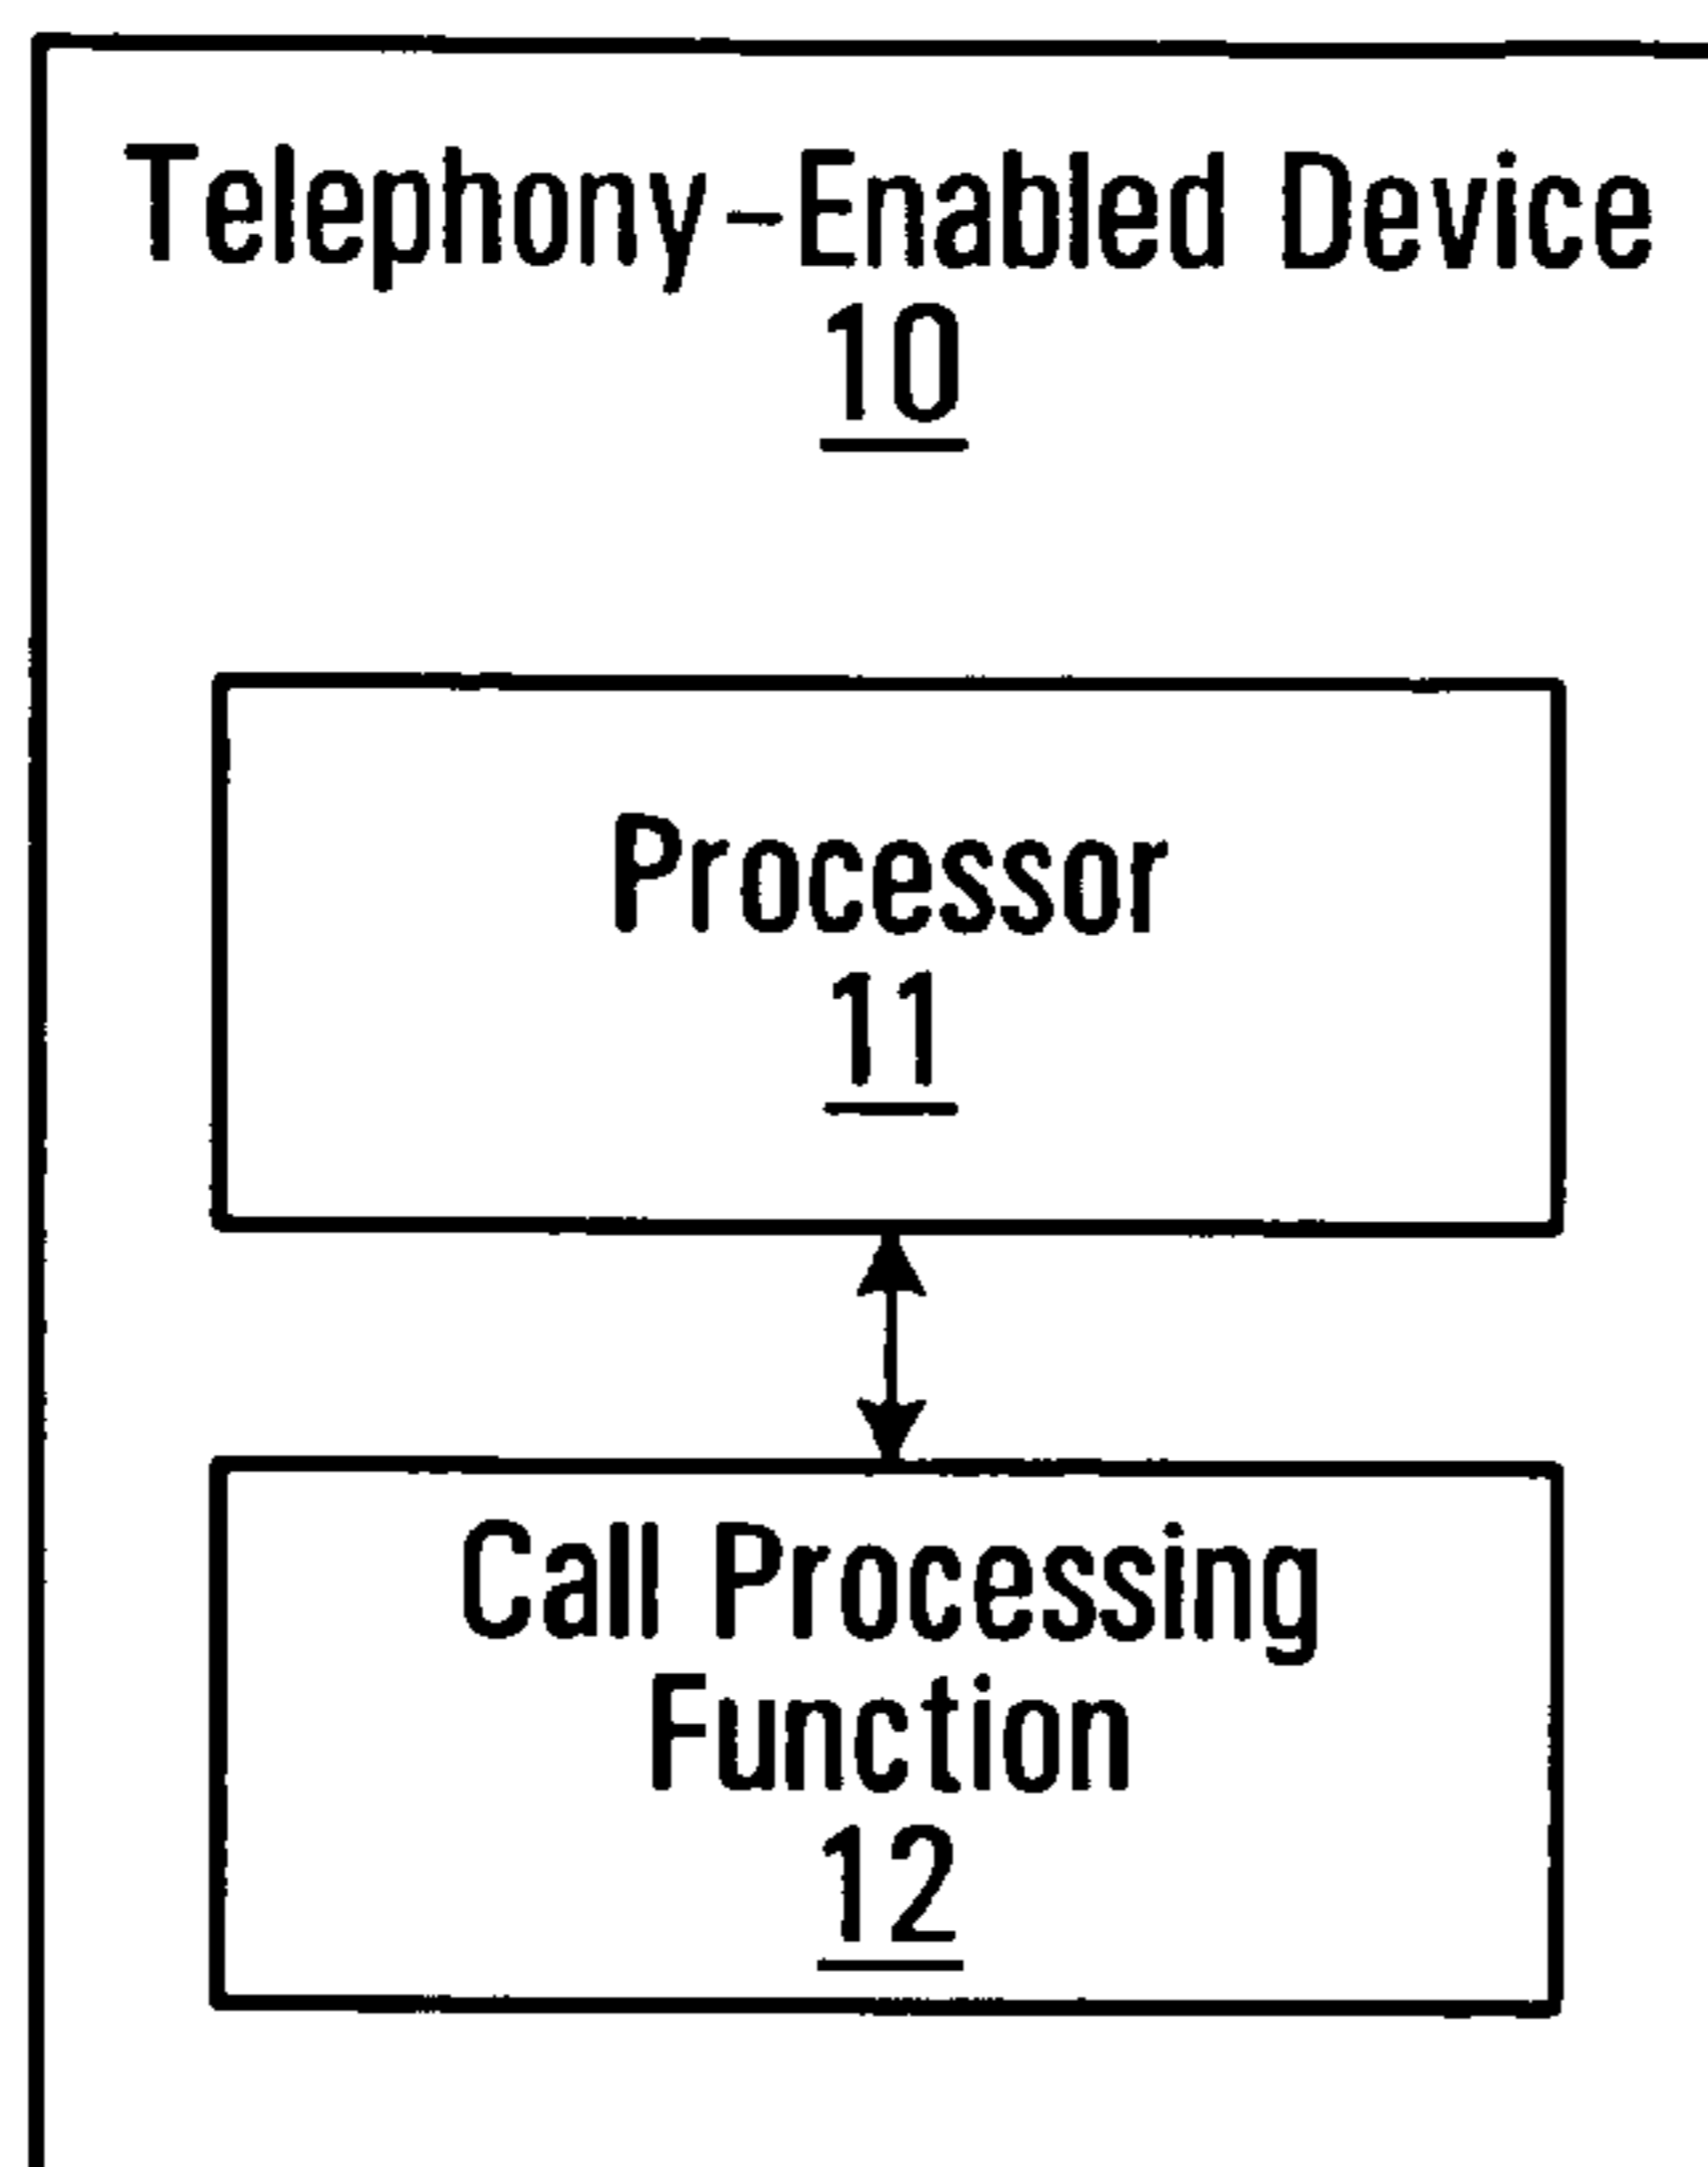 Telephony-Enabled Device
10
Processor
11
Call Processing
Function
12